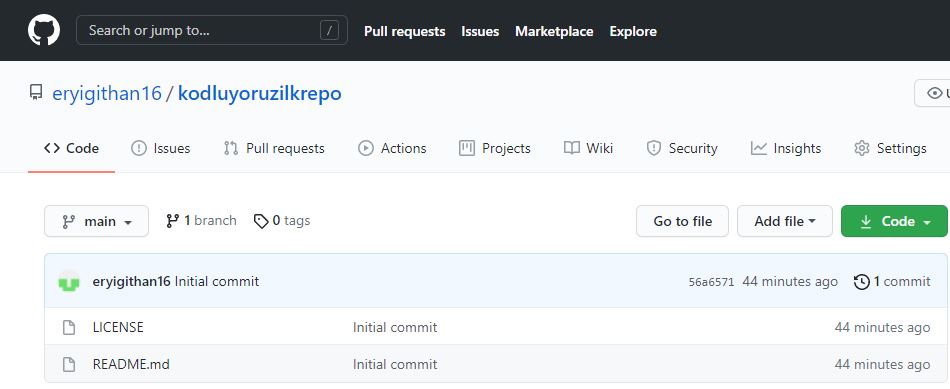 Search or jump to... / Pull requests Issues Marketplace Explore
eryigithan16 / kodluyoruzilkrepo
Code Issues Pull requests Actions Projects Wiki Security Insights Settings
main 1 branch 0 tags Go to file Add file Code
eryigithan16 Initial commit 56a6571 44 minutes ago 1 commit
LICENSE Initial commit 44 minutes ago
README.md Initial commit 44 minutes ago